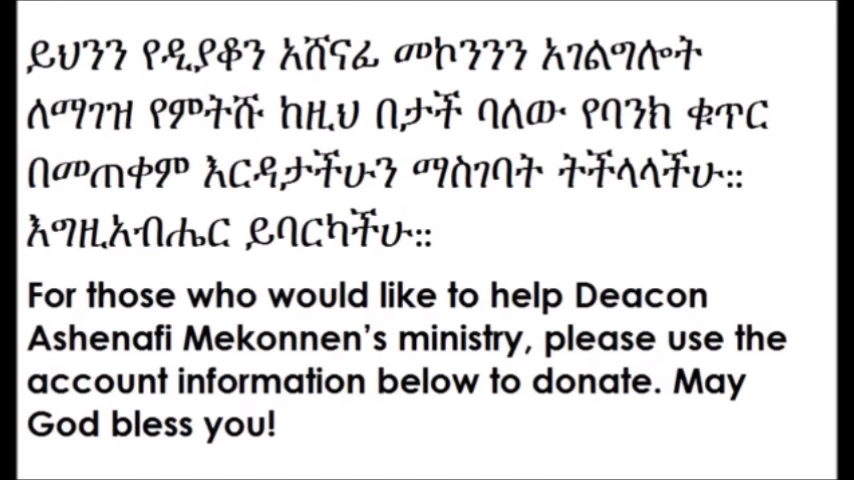 ይህንን የዲያቆን አሸናፊ መኮንንን አገልግሎት
ለማገዝ የምትሹ ከዚህ በታች ባለው የባንክ ቁጥር
በመጠቀም እርዳታችሁን ማስገባት ትችላላችሁ።
እግዚአብሔር ይባርካችሁ።
For those who would like to help Deacon
Ashenafi Mekonnen’s ministry, please use the
account information below to donate. May
God bless you!